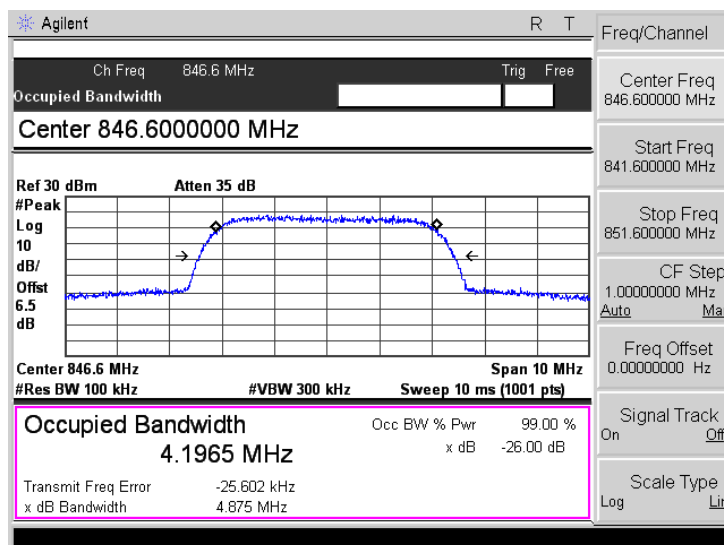 Agilent R T
Ch Freq 846.6 MHz Trig Free
Occupied Bandwidth
Center 846.6000000 MHz
Ref 30 dBm Atten 35 dB
#Peak
Log
10
dB/
Offst
6.5
dB
Center 846.6 MHz Span 10 MHz
#Res BW 100 kHz #VBW 300 kHz Sweep 10 ms (1001 pts)
Occupied Bandwidth Occ BW % Pwr 99.00 %
4.1965 MHz x dB -26.00 dB
Transmit Freq Error -25.602 kHz
x dB Bandwidth 4.875 MHz
Freq/Channel
Center Freq
846.600000 MHz
Start Freq
841.600000 MHz
Stop Freq
851.600000 MHz
CF Step
1.00000000 MHz
Auto Ma
Freq Offset
0.00000000 Hz
Signal Track
On Off
Scale Type
Log Lin